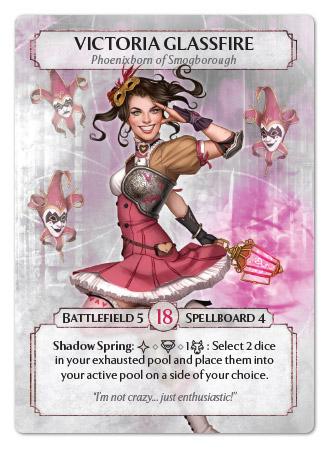 VICTORIA GLASSFIRE
Phoenixborn of Smogborough
BATTLEFIELD 5 18 SPELLBOARD 4
Shadow Spring: 1 : Select 2 dice
in your exhausted pool and place them into
your active pool on a side of your choice.
"I'm not crazy... just enthusiastic!"